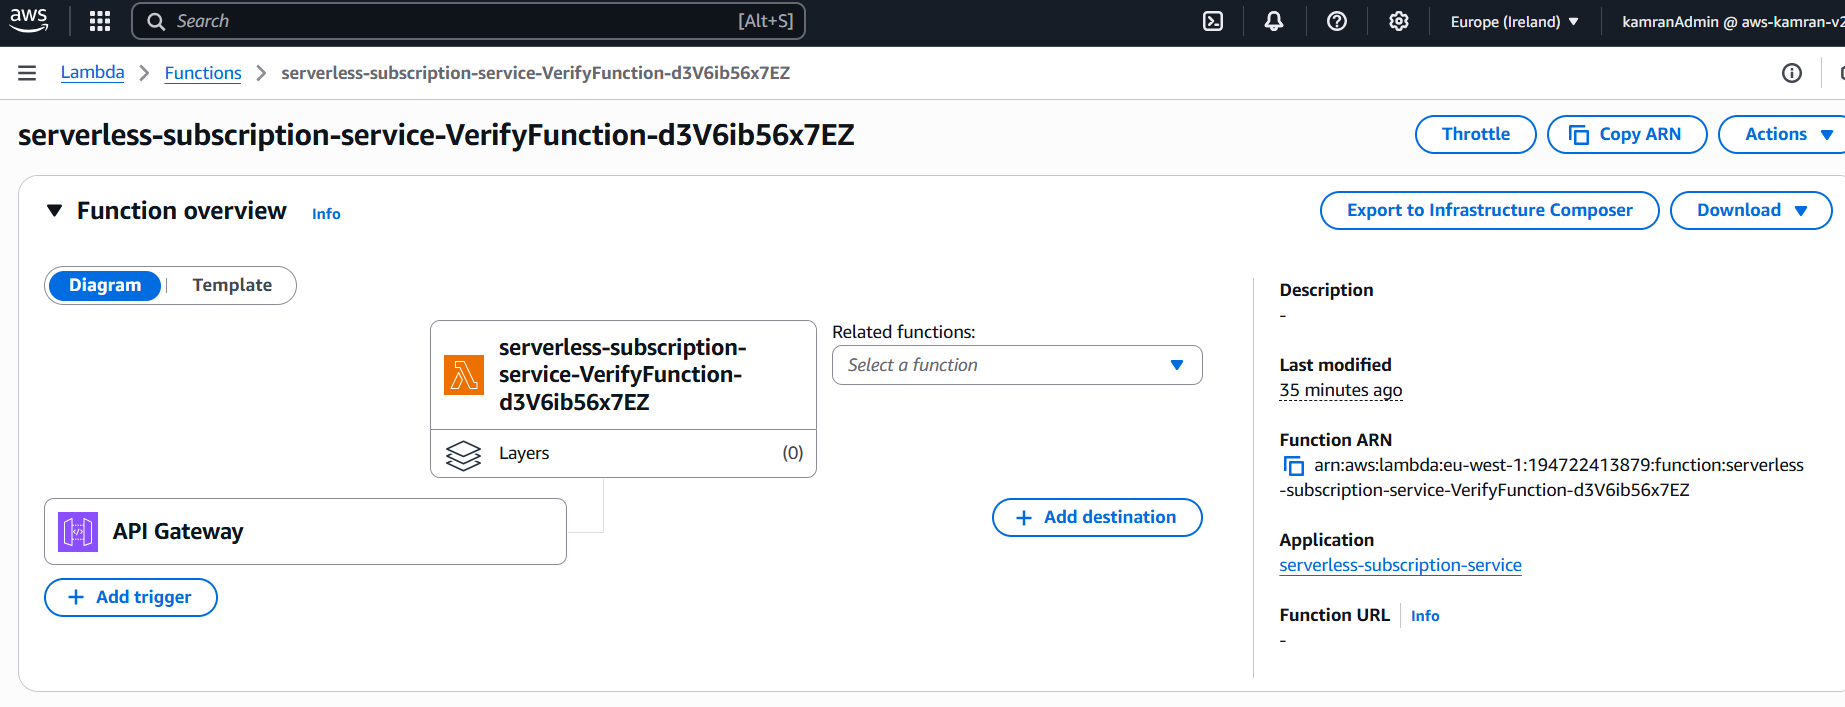 aws
Search
[Alt+S]
Europe (Ireland)
kamranAdmin @ aws-kamran-v2
Lambda
Functions
serverless-subscription-service-VerifyFunction-d3V6ib56x7EZ
serverless-subscription-service-VerifyFunction-d3V6ib56x7EZ
Throttle
Copy ARN
Actions
Function overview
Info
Export to Infrastructure Composer
Download
Diagram
Template
serverless-subscription-
service-VerifyFunction-
d3V6ib56x7EZ
Layers
(0)
Related functions:
Select a function
API Gateway
Add destination
Add trigger
Description
-
Last modified
35 minutes ago
Function ARN
arn:aws:lambda:eu-west-1:194722413879:function:serverless
-subscription-service-VerifyFunction-d3V6ib56x7EZ
Application
serverless-subscription-service
Function URL
Info
-